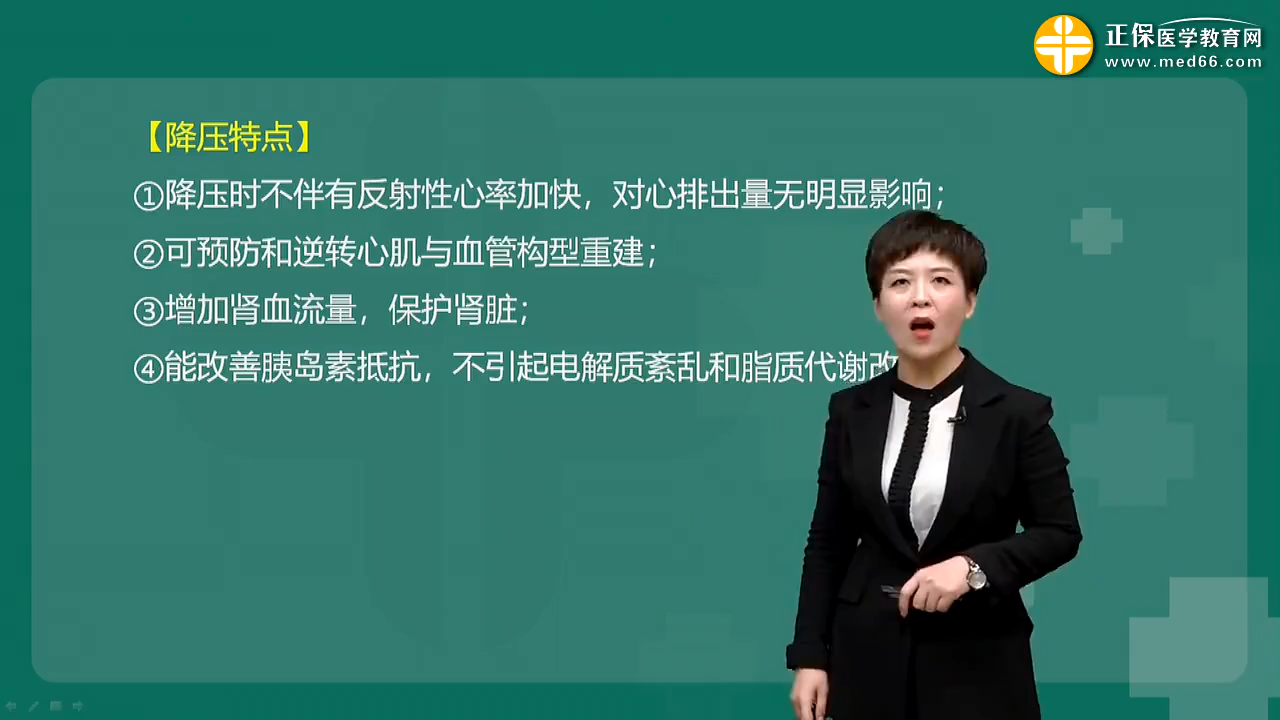 正保医学教育网
www.med66.com
【降压特点】
①降压时不伴有反射性心率加快，对心排出量无明显影响；
②可预防和逆转心肌与血管构型重建；
③增加肾血流量，保护肾脏；
④能改善胰岛素抵抗，不引起电解质紊乱和脂质代谢改